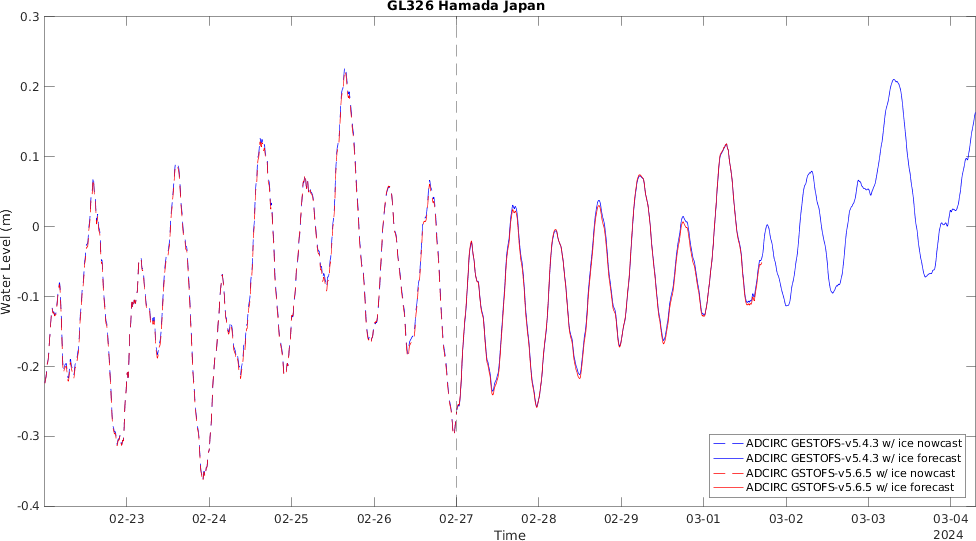 GL326 Hamada Japan
0.3
0.2
0.1
0
-0.1
-0.2
-0.3
-0.4
Water Level (m)
02-23 02-24 02-25 02-26 02-27 02-28 02-29 03-01 03-02 03-03 03-04
2024
Time
ADCIRC GESTOFS-v5.4.3 w/ ice nowcast
ADCIRC GESTOFS-v5.4.3 w/ ice forecast
ADCIRC GSTOFS-v5.6.5 w/ ice nowcast
ADCIRC GSTOFS-v5.6.5 w/ ice forecast